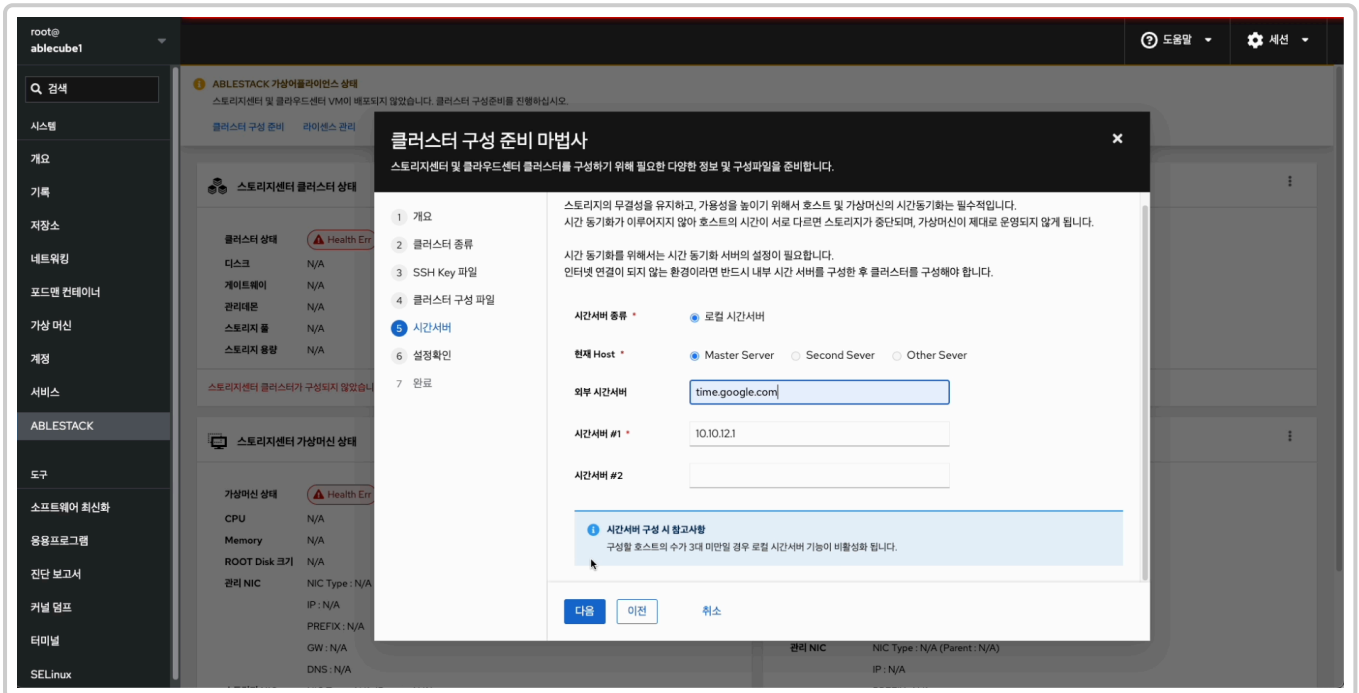 root@
ablecube1
도움말
세션
검색
시스템
개요
기록
저장소
네트워킹
포드맨 컨테이너
가상 머신
계정
서비스
ABLESTACK
도구
소프트웨어 최신화
응용프로그램
진단 보고서
커널 덤프
터미널
SELinux
ABLESTACK 가상어플라이언스 상태
스토리지센터 및 클라우드센터 VM이 배포되지 않았습니다. 클러스터 구성준비를 진행하십시오.
클러스터 구성 준비 라이센스 관리
스토리지센터 클러스터 상태
클러스터 상태 Health Err
디스크 N/A
게이트웨이 N/A
관리데몬 N/A
스토리지 풀 N/A
스토리지 용량 N/A
스토리지센터 클러스터가 구성되지 않았습니
스토리지센터 가상머신 상태
가상머신 상태 Health Err
CPU N/A
Memory N/A
ROOT Disk 크기 N/A
관리 NIC NIC Type : N/A
IP : N/A
PREFIX : N/A
GW : N/A
DNS : N/A
클러스터 구성 준비 마법사
스토리지센터 및 클라우드센터 클러스터를 구성하기 위해 필요한 다양한 정보 및 구성파일을 준비합니다.
1 개요
2 클러스터 종류
3 SSH Key 파일
4 클러스터 구성 파일
5 시간서버
6 설정확인
7 완료
스토리지의 무결성을 유지하고, 가용성을 높이기 위해서 호스트 및 가상머신의 시간동기화는 필수적입니다.
시간 동기화가 이루어지지 않아 호스트의 시간이 서로 다르면 스토리지가 중단되며, 가상머신이 제대로 운영되지 않게 됩니다.
시간 동기화를 위해서는 시간 동기화 서버의 설정이 필요합니다.
인터넷 연결이 되지 않는 환경이라면 반드시 내부 시간 서버를 구성한 후 클러스터를 구성해야 합니다.
시간서버 종류 * 로컬 시간서버
현재 Host * Master Server Second Sever Other Sever
외부 시간서버 time.google.com
시간서버 #1 * 10.10.12.1
시간서버 #2
시간서버 구성 시 참고사항
구성할 호스트의 수가 3대 미만일 경우 로컬 시간서버 기능이 비활성화 됩니다.
다음 이전 취소
관리 NIC NIC Type : N/A (Parent : N/A)
IP : N/A